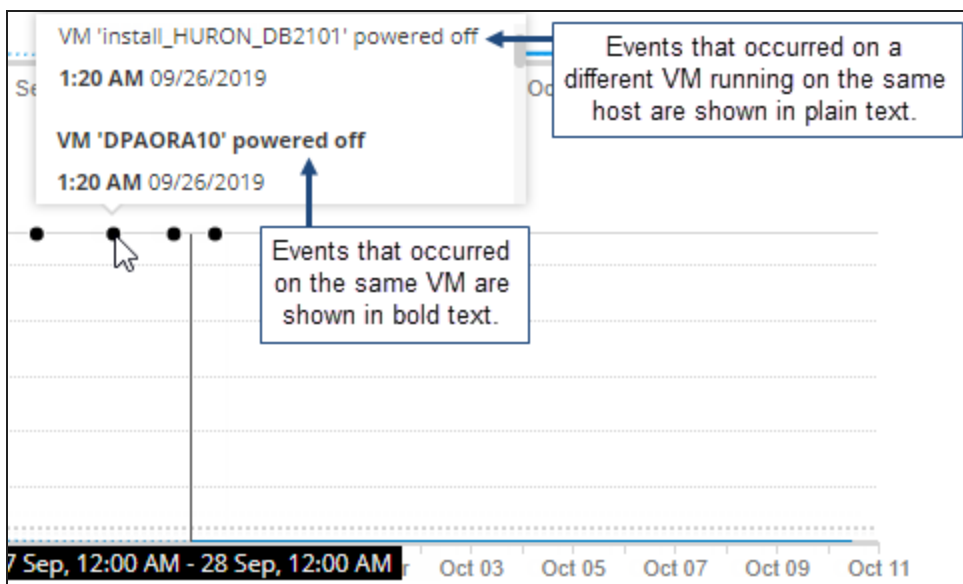 VM 'install_HURON_DB2101' powered off
1:20 AM 09/26/2019
VM 'DPAORA10' powered off
1:20 AM 09/26/2019
Events that occurred on a
different VM running on the same
host are shown in plain text.
Events that occurred
on the same VM are
shown in bold text.
7 Sep, 12:00 AM - 28 Sep, 12:00 AM
Oct 03 Oct 05 Oct 07 Oct 09 Oct 11